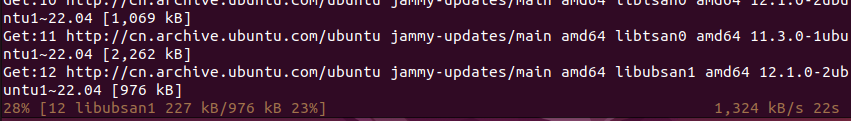 Get:10 http://cn.archive.ubuntu.com/ubuntu jammy-updates/main amd64 libtsan0 amd64 12.1.0-2ubu
ntu1~22.04 [1,069 kB]
Get:11 http://cn.archive.ubuntu.com/ubuntu jammy-updates/main amd64 libtsan0 amd64 11.3.0-1ubu
ntu1~22.04 [2,262 kB]
Get:12 http://cn.archive.ubuntu.com/ubuntu jammy-updates/main amd64 libubsan1 amd64 12.1.0-2ub
untu1~22.04 [976 kB]
28% [12 libubsan1 227 kB/976 kB 23%] 1,324 kB/s 22s